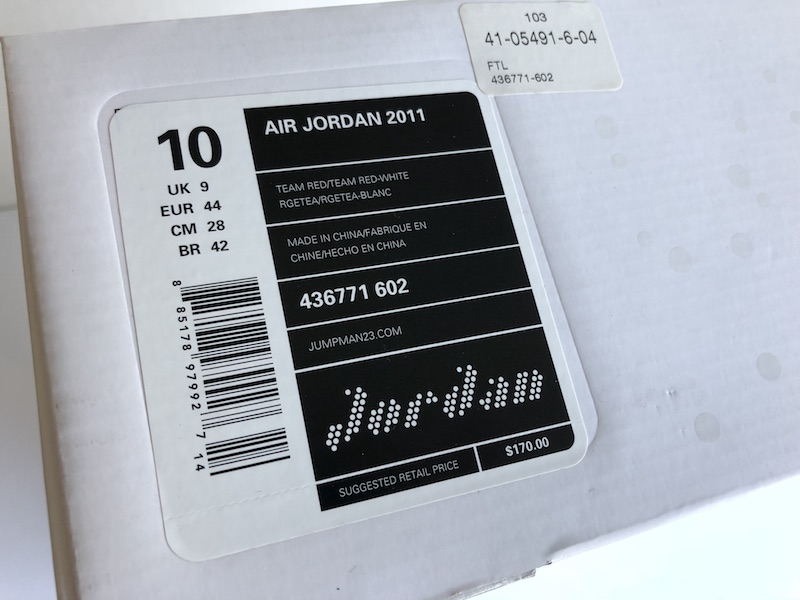 103
41-05491-6-04
FTL
436771-602
10
UK 9
EUR 44
CM 28
BR 42
8 85178 97992 7 14
AIR JORDAN 2011
TEAM RED/TEAM RED-WHITE
RGETEA/RGETEA-BLANC
MADE IN CHINA/FABRIQUE EN
CHINE/HECHO EN CHINA
436771 602
JUMPMAN23.COM
Jordan
SUGGESTED RETAIL PRICE
$170.00